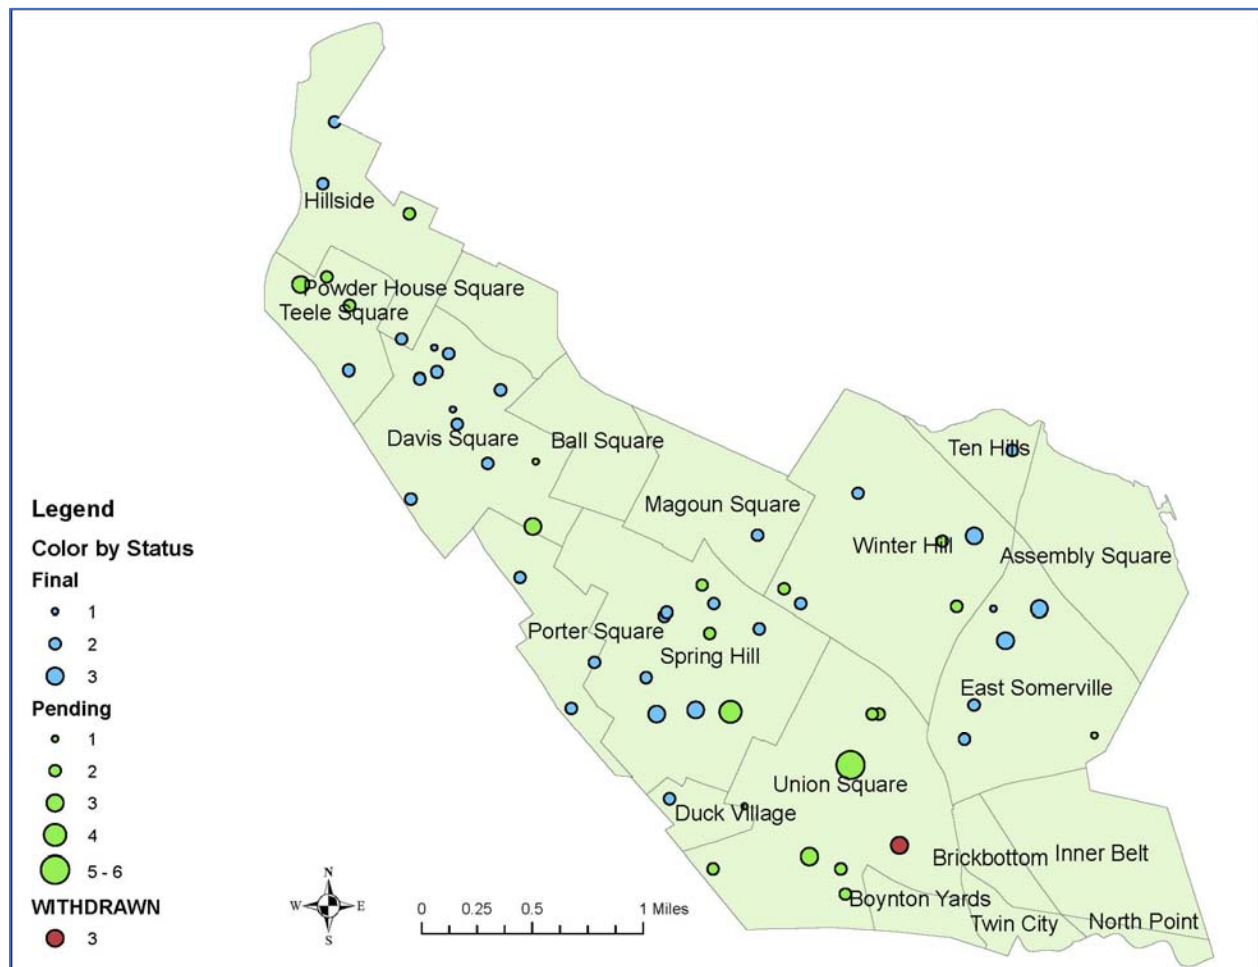 Hillside
Powder House Square
Teele Square
Davis Square
Ball Square
Ten Hills
Magoun Square
Winter Hill
Assembly Square
Porter Square
Spring Hill
East Somerville
Union Square
Duck Village
Brickbottom
Inner Belt
Boynton Yards
Twin City
North Point
Legend
Color by Status
Final
1
2
3
Pending
1
2
3
4
5 - 6
WITHDRAWN
3
N
W E
S
0 0.25 0.5 1 Miles